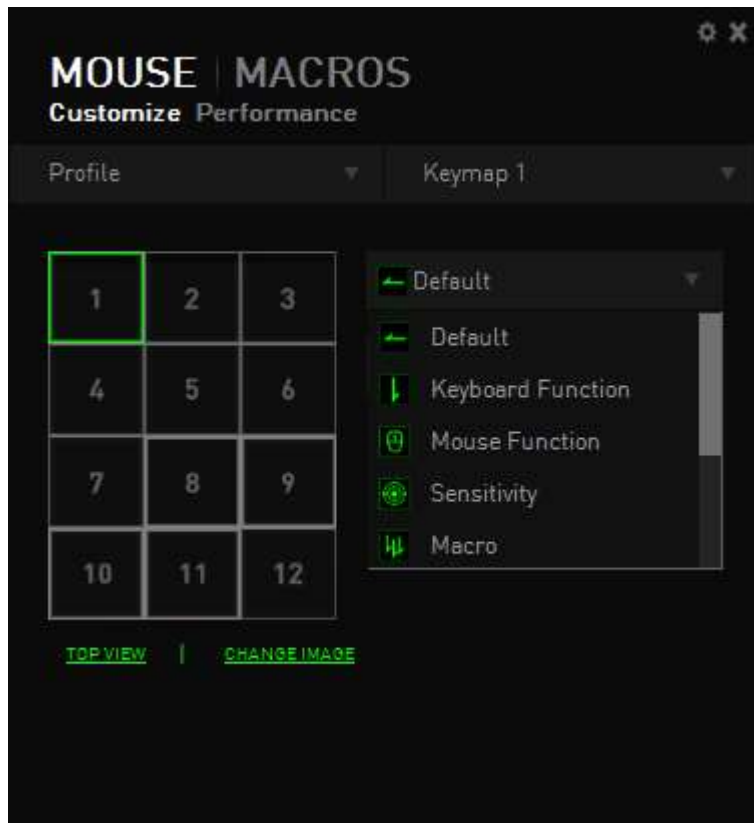 MOUSE | MACROS
Customize Performance
Profile Keymap 1
1 2 3
4 5 6
7 8 9
10 11 12
Default
Default
Keyboard Function
Mouse Function
Sensitivity
Macro
TOP VIEW | CHANGE IMAGE